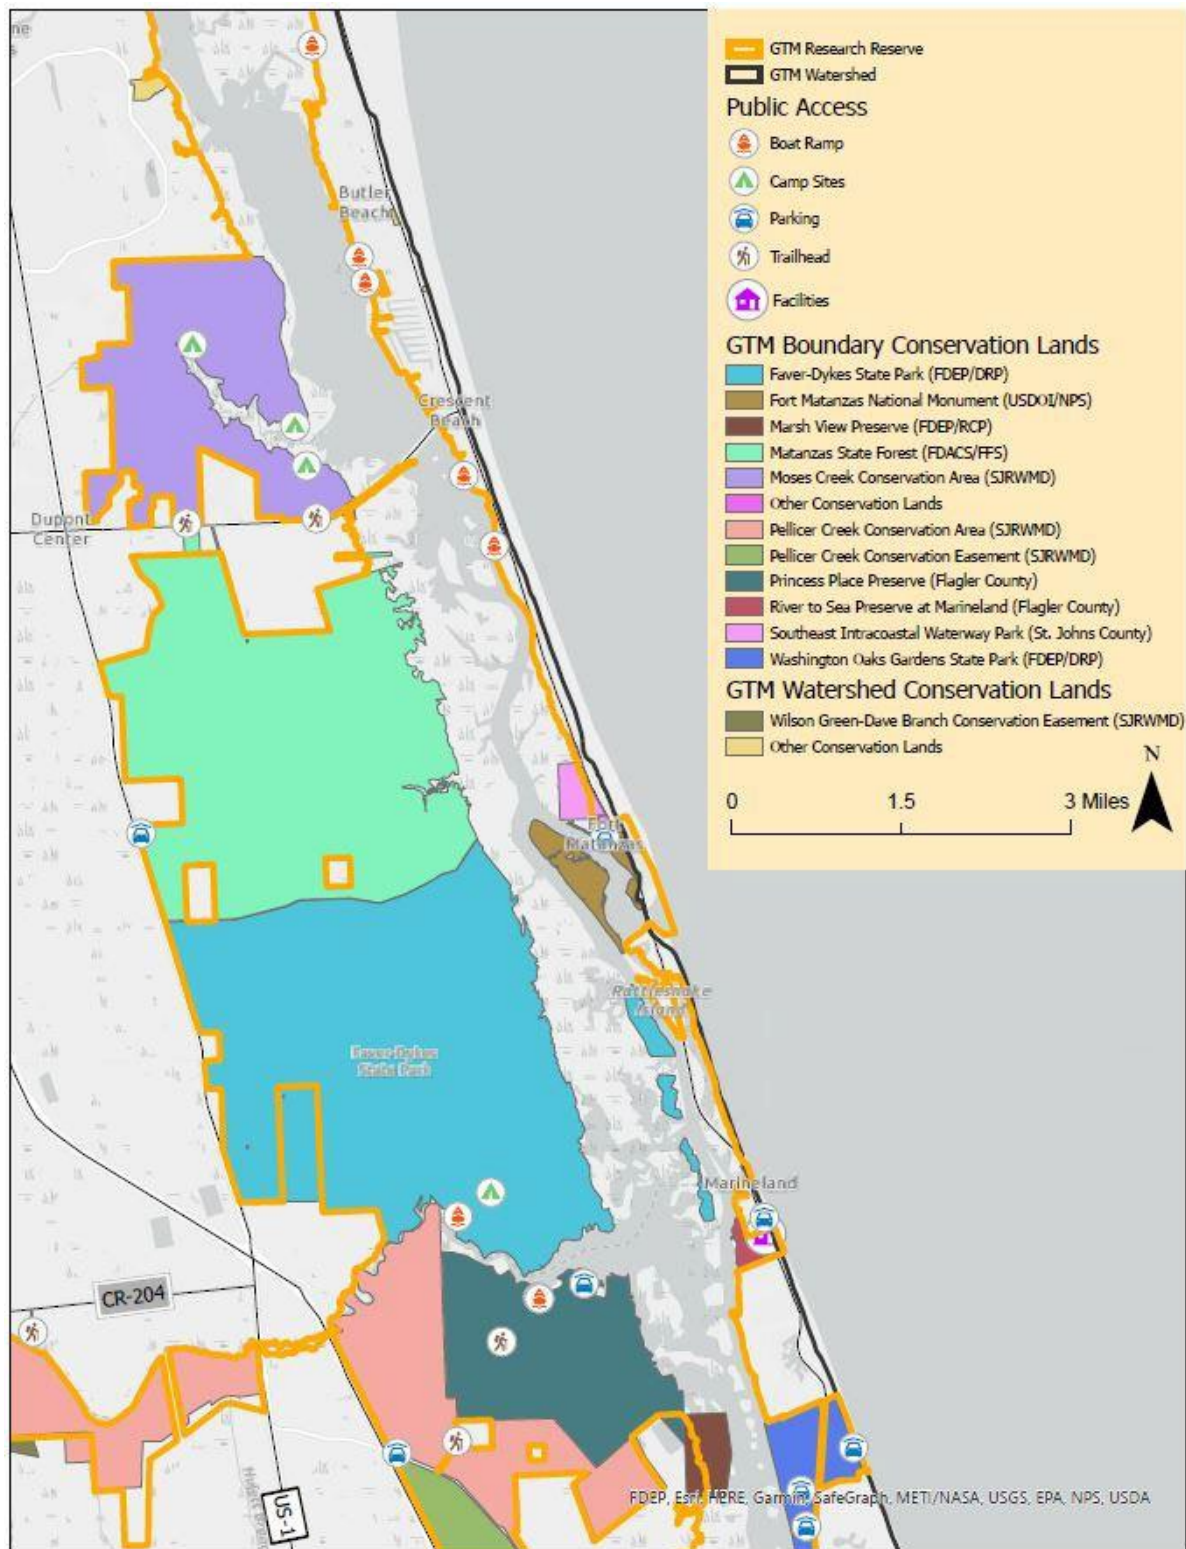 ne
s
Butler
Beach
Crescent
Beach
Dupont
Center
Fort
Matanzas
Rattlesnake
Island
Faver-Dykes
State Park
Marineland
CR-204
US-1
GTM Research Reserve
GTM Watershed
Public Access
Boat Ramp
Camp Sites
Parking
Trailhead
Facilities
GTM Boundary Conservation Lands
Faver-Dykes State Park (FDEP/DRP)
Fort Matanzas National Monument (USDOI/NPS)
Marsh View Preserve (FDEP/RCP)
Matanzas State Forest (FDACS/FFS)
Moses Creek Conservation Area (SJRWMD)
Other Conservation Lands
Pellicer Creek Conservation Area (SJRWMD)
Pellicer Creek Conservation Easement (SJRWMD)
Princess Place Preserve (Flagler County)
River to Sea Preserve at Marineland (Flagler County)
Southeast Intracoastal Waterway Park (St. Johns County)
Washington Oaks Gardens State Park (FDEP/DRP)
GTM Watershed Conservation Lands
Wilson Green-Dave Branch Conservation Easement (SJRWMD)
Other Conservation Lands
N
0 1.5 3 Miles
FDEP, Esri, HERE, Garmin, SafeGraph, METI/NASA, USGS, EPA, NPS, USDA